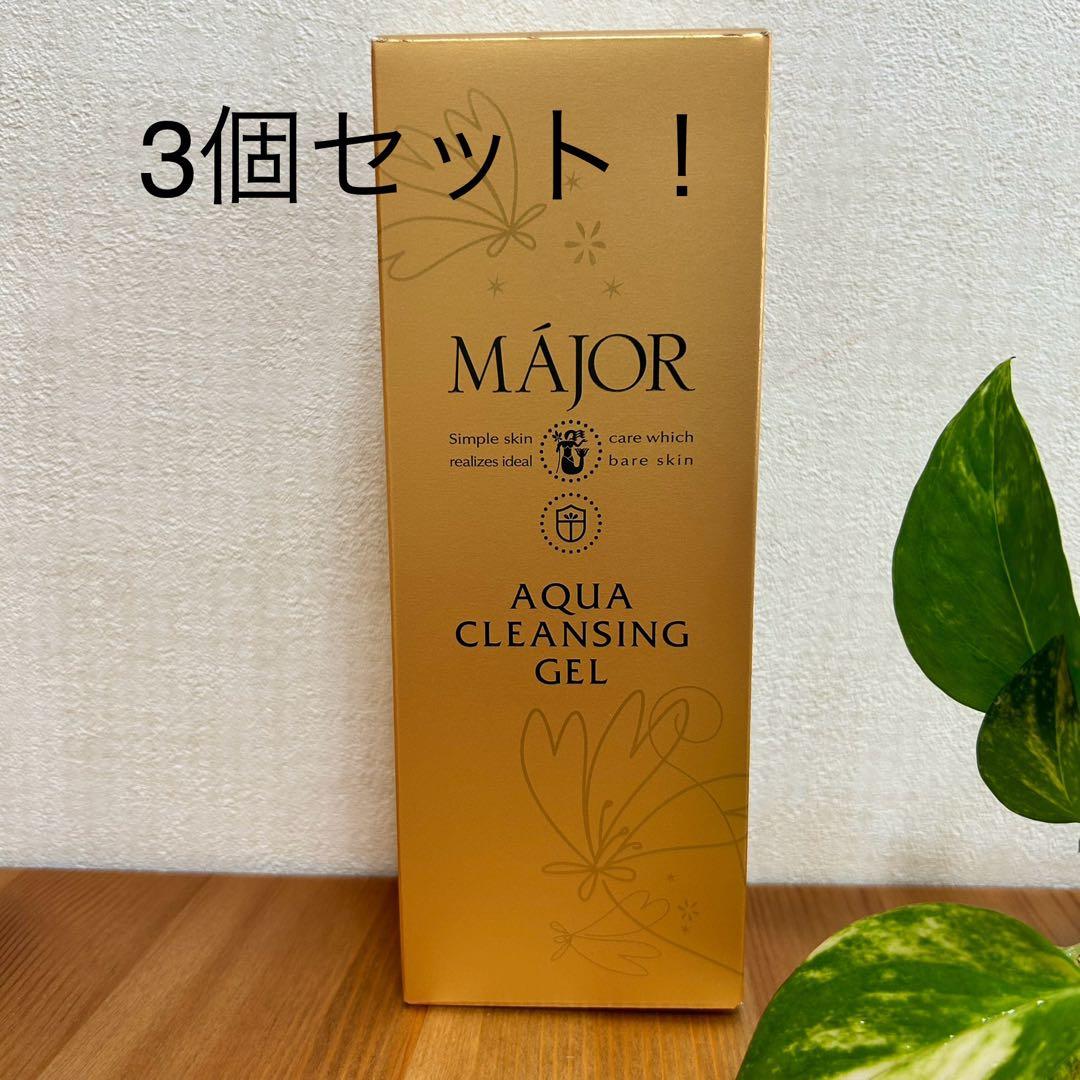 3個セット！
MÁJOR
Simple skin care which
realizes ideal bare skin
AQUA
CLEANSING
GEL